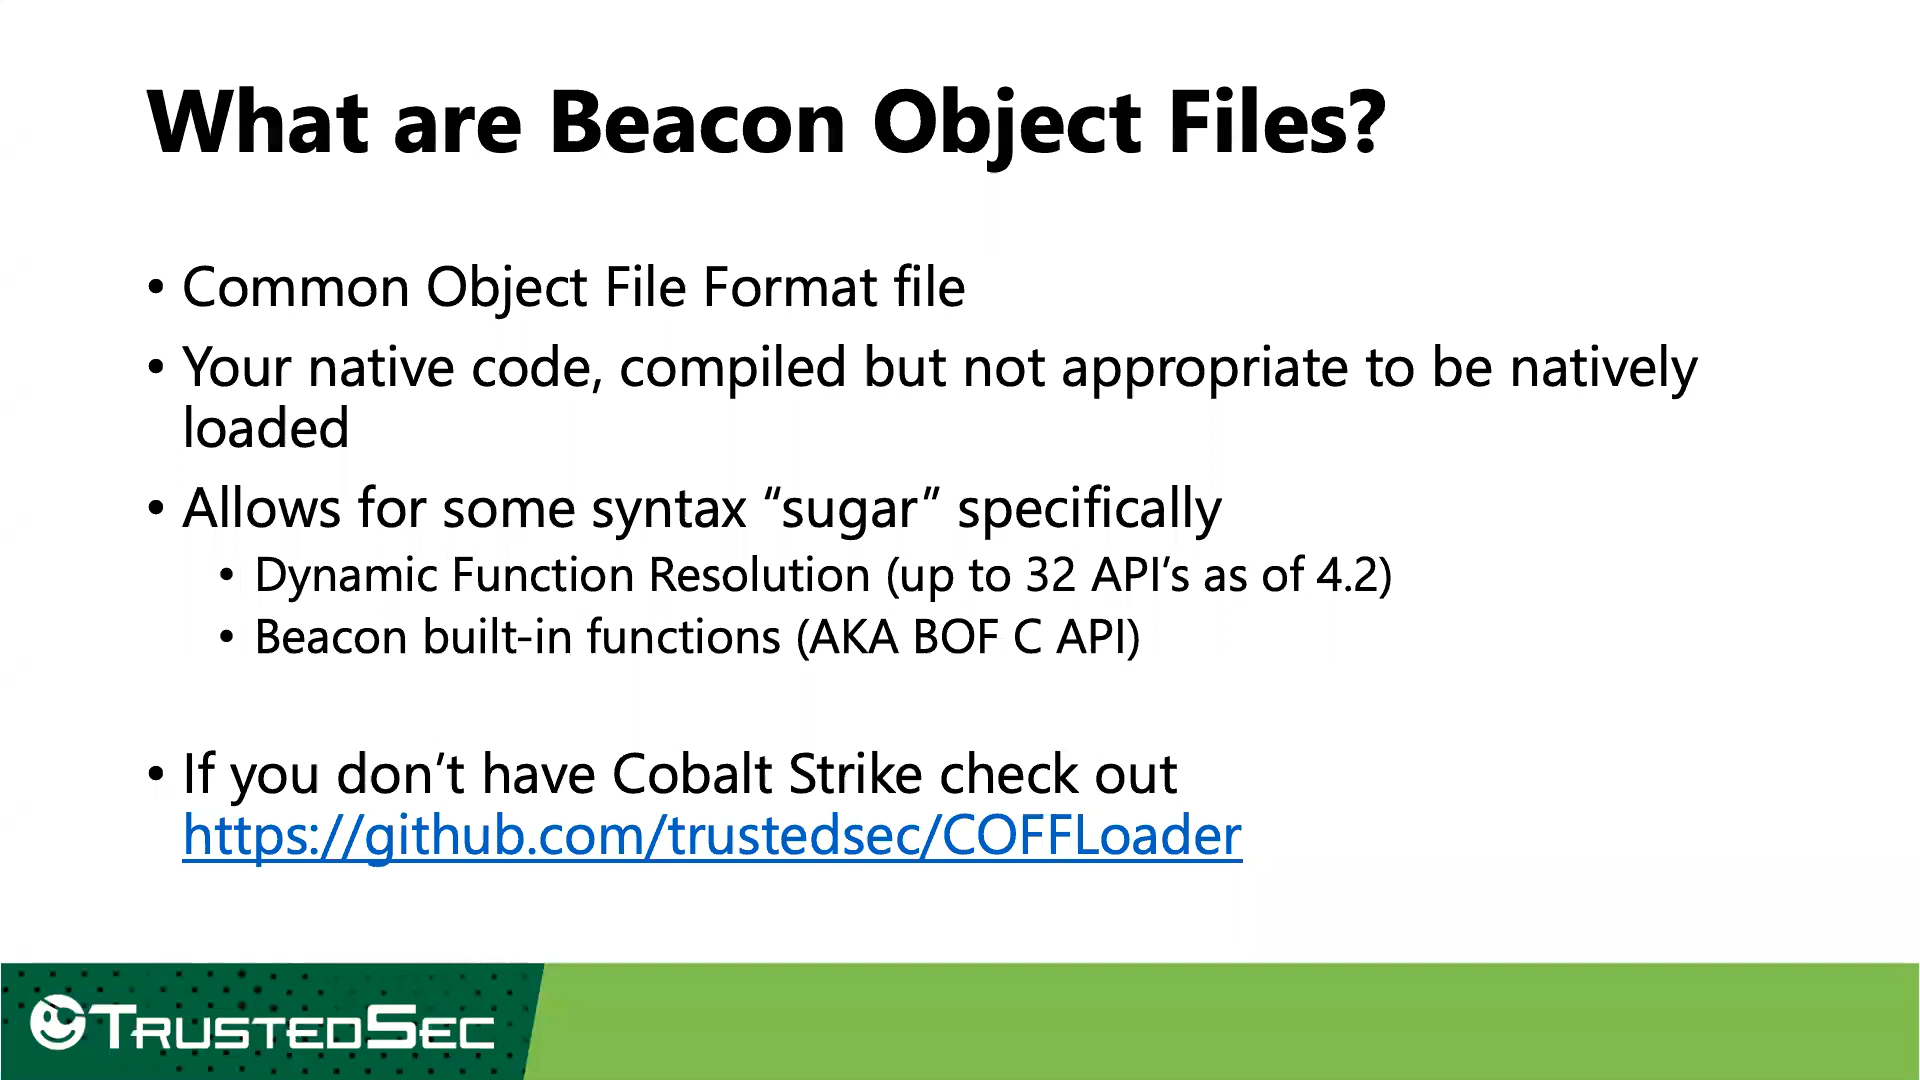 What are Beacon Object Files?
• Common Object File Format file
• Your native code, compiled but not appropriate to be natively
loaded
• Allows for some syntax “sugar” specifically
• Dynamic Function Resolution (up to 32 API’s as of 4.2)
• Beacon built-in functions (AKA BOF C API)
• If you don’t have Cobalt Strike check out
https://github.com/trustedsec/COFFLoader
TRUSTEDSEC